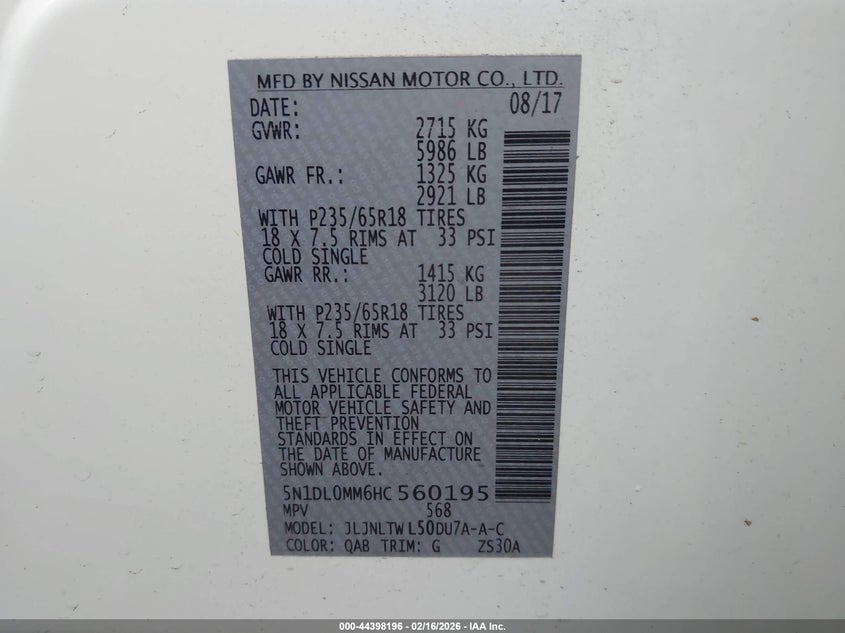 MFD BY NISSAN MOTOR CO., LTD.
DATE: 08/17
GVWR: 2715 KG
5986 LB
GAWR FR.: 1325 KG
2921 LB
WITH P235/65R18 TIRES
18 X 7.5 RIMS AT 33 PSI
COLD SINGLE
GAWR RR.: 1415 KG
3120 LB
WITH P235/65R18 TIRES
18 X 7.5 RIMS AT 33 PSI
COLD SINGLE
THIS VEHICLE CONFORMS TO
ALL APPLICABLE FEDERAL
MOTOR VEHICLE SAFETY AND
THEFT PREVENTION
STANDARDS IN EFFECT ON
THE DATE OF MANUFACTURE
SHOWN ABOVE.
5N1DL0MM6HC560195
MPV 568
MODEL: JLJNLTW L50DU7A-A-C
COLOR: QAB TRIM: G ZS30A
000-44398196 - 02/16/2026 - IAA Inc.